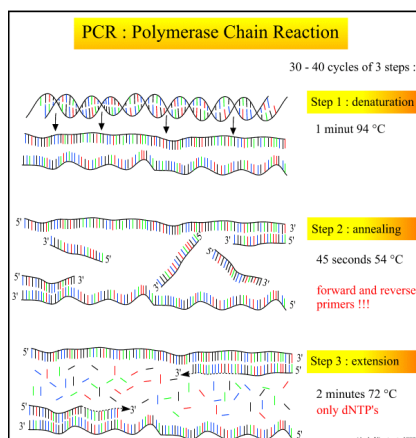 PCR : Polymerase Chain Reaction
30 - 40 cycles of 3 steps :
Step 1 : denaturation
1 minut 94 °C
Step 2 : annealing
5' 3'
3' 5' 3' 5'
45 seconds 54 °C
5' 3'
forward and reverse
primers !!!
5' 3'
3' 5'
5' 3'
Step 3 : extension
3' 5'
2 minutes 72 °C
only dNTP's
5' 3'
3' 5'